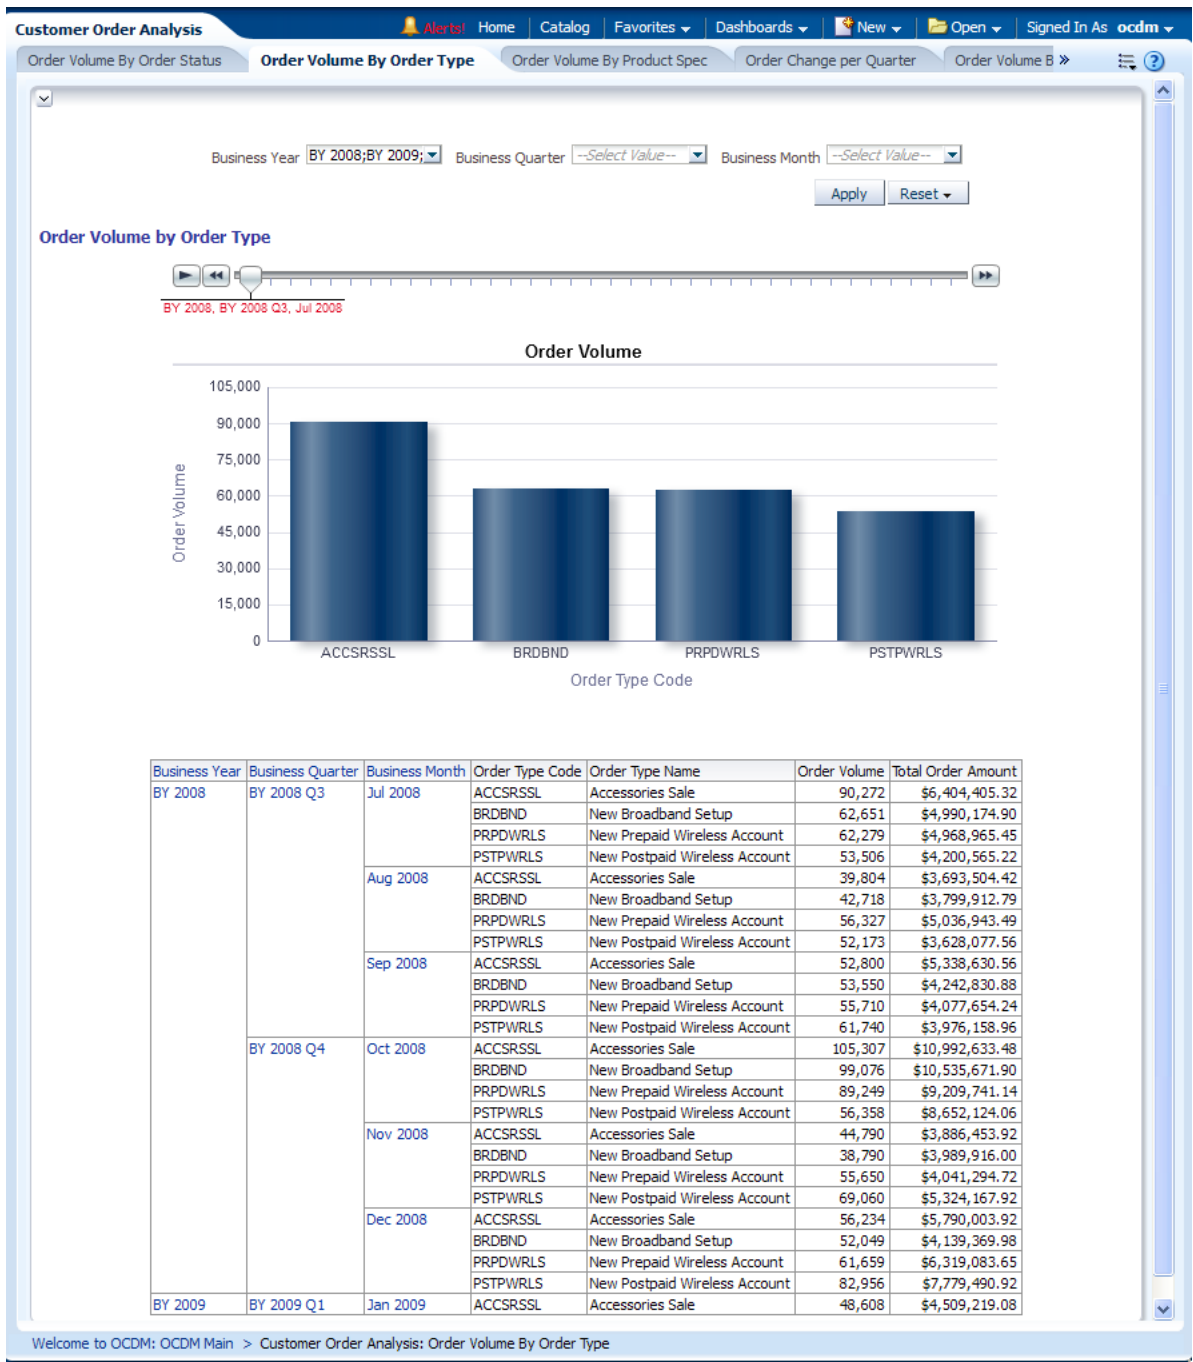 Customer Order Analysis
Alerts! Home Catalog Favorites Dashboards New Open Signed In As ocdm
Order Volume By Order Status Order Volume By Order Type Order Volume By Product Spec Order Change per Quarter Order Volume B »
Business Year BY 2008;BY 2009; Business Quarter --Select Value-- Business Month --Select Value--
Apply Reset
Order Volume by Order Type
BY 2008, BY 2008 Q3, Jul 2008
Order Volume
105,000
90,000
75,000
60,000
45,000
30,000
15,000
0
Order Volume
ACCSRSSL BRDBND PRPDWRLS PSTPWRLS
Order Type Code
Business Year Business Quarter Business Month Order Type Code Order Type Name Order Volume Total Order Amount
BY 2008 BY 2008 Q3 Jul 2008 ACCSRSSL Accessories Sale 90,272 $6,404,405.32
BRDBND New Broadband Setup 62,651 $4,990,174.90
PRPDWRLS New Prepaid Wireless Account 62,279 $4,968,965.45
PSTPWRLS New Postpaid Wireless Account 53,506 $4,200,565.22
Aug 2008 ACCSRSSL Accessories Sale 39,804 $3,693,504.42
BRDBND New Broadband Setup 42,718 $3,799,912.79
PRPDWRLS New Prepaid Wireless Account 56,327 $5,036,943.49
PSTPWRLS New Postpaid Wireless Account 52,173 $3,628,077.56
Sep 2008 ACCSRSSL Accessories Sale 52,800 $5,338,630.56
BRDBND New Broadband Setup 53,550 $4,242,830.88
PRPDWRLS New Prepaid Wireless Account 55,710 $4,077,654.24
PSTPWRLS New Postpaid Wireless Account 61,740 $3,976,158.96
BY 2008 Q4 Oct 2008 ACCSRSSL Accessories Sale 105,307 $10,992,633.48
BRDBND New Broadband Setup 99,076 $10,535,671.90
PRPDWRLS New Prepaid Wireless Account 89,249 $9,209,741.14
PSTPWRLS New Postpaid Wireless Account 56,358 $8,652,124.06
Nov 2008 ACCSRSSL Accessories Sale 44,790 $3,886,453.92
BRDBND New Broadband Setup 38,790 $3,989,916.00
PRPDWRLS New Prepaid Wireless Account 55,650 $4,041,294.72
PSTPWRLS New Postpaid Wireless Account 69,060 $5,324,167.92
Dec 2008 ACCSRSSL Accessories Sale 56,234 $5,790,003.92
BRDBND New Broadband Setup 52,049 $4,139,369.98
PRPDWRLS New Prepaid Wireless Account 61,659 $6,319,083.65
PSTPWRLS New Postpaid Wireless Account 82,956 $7,779,490.92
BY 2009 BY 2009 Q1 Jan 2009 ACCSRSSL Accessories Sale 48,608 $4,509,219.08
Welcome to OCDM: OCDM Main > Customer Order Analysis: Order Volume By Order Type